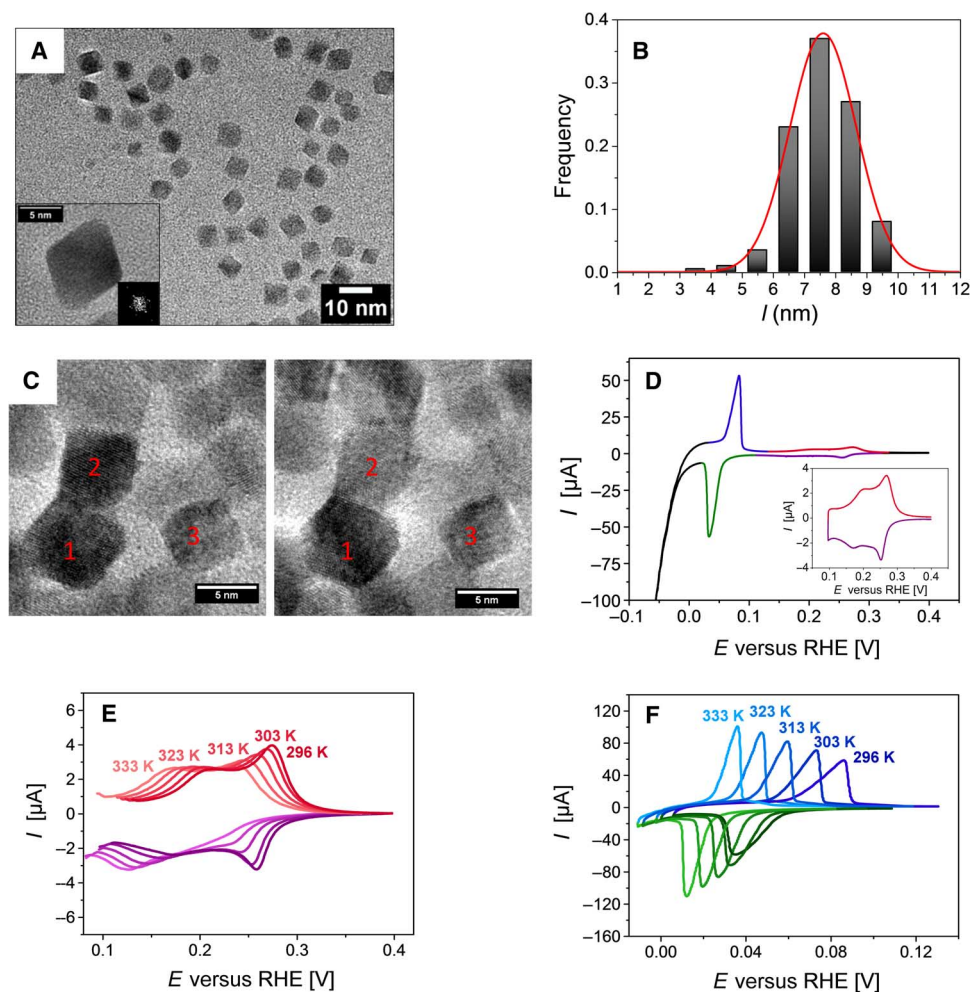 A
5 nm
10 nm
B
0.4
0.3
0.2
0.1
0.0
Frequency
1 2 3 4 5 6 7 8 9 10 11 12
l (nm)
C
2
1
3
5 nm
2
1
3
5 nm
D
50
25
0
−25
−50
−75
−100
I [µA]
−0.1 0.0 0.1 0.2 0.3 0.4
E versus RHE [V]
4
2
0
−2
−4
I [µA]
0.1 0.2 0.3 0.4
E versus RHE [V]
E
6
4
2
0
−2
−4
−6
I [µA]
333 K 323 K 313 K 303 K
296 K
0.1 0.2 0.3 0.4
E versus RHE [V]
F
120
80
40
0
−40
−80
−120
−160
I [µA]
333 K 323 K
313 K
303 K
296 K
0.00 0.04 0.08 0.12
E versus RHE [V]